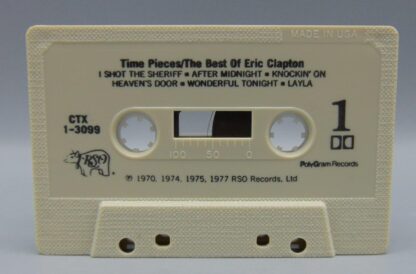 MADE IN USA
Time Pieces/The Best Of Eric Clapton
I SHOT THE SHERIFF ▪ AFTER MIDNIGHT ▪ KNOCKIN' ON
HEAVEN'S DOOR ▪ WONDERFUL TONIGHT ▪ LAYLA
CTX
1-3099
1
100 50 0
RSO
PolyGram Records
℗ 1970, 1974, 1975, 1977 RSO Records, Ltd